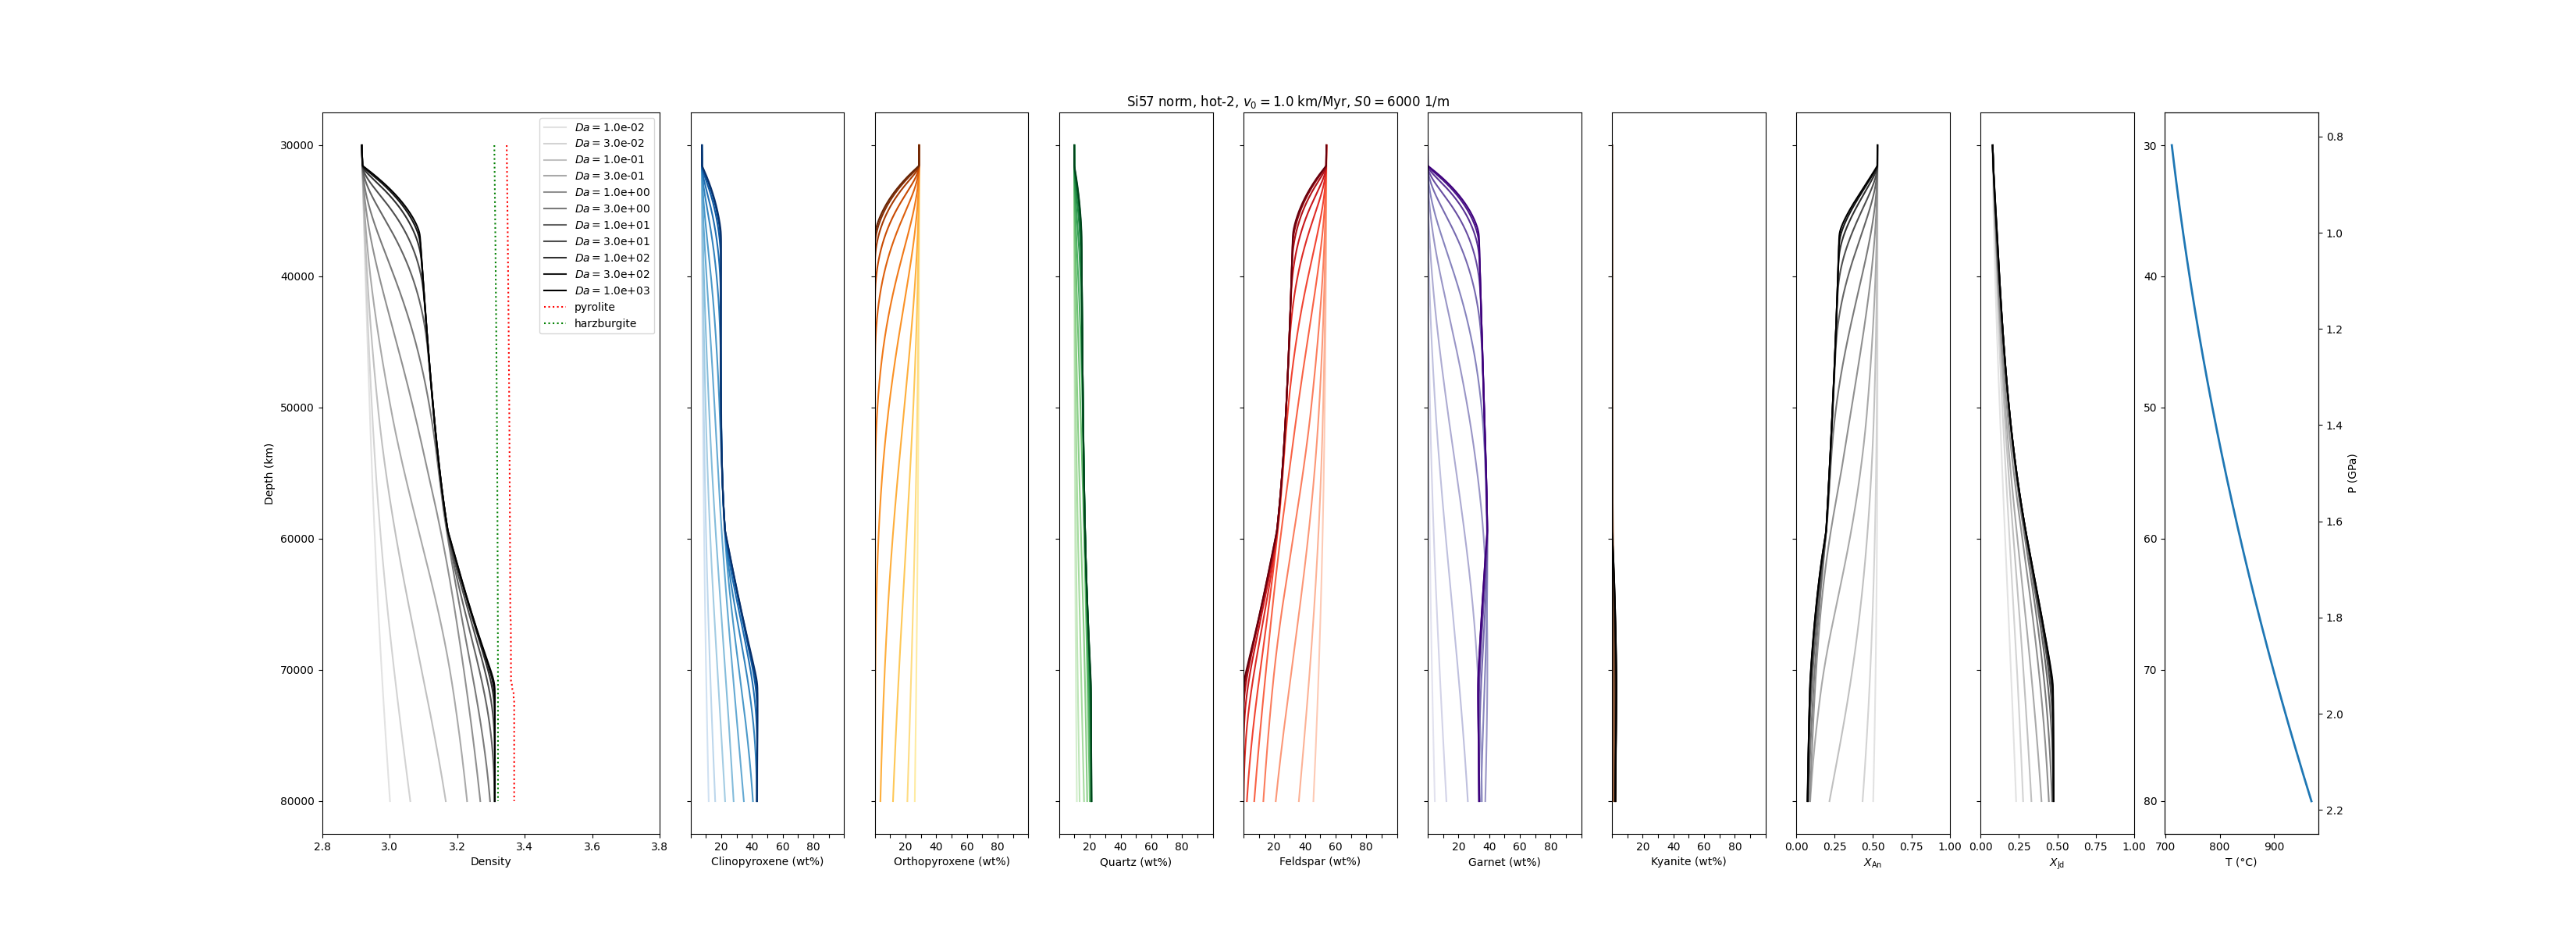 Si57 norm, hot-2, v0 = 1.0 km/Myr, S0 = 6000 1/m
Da = 1.0e-02
Da = 3.0e-02
Da = 1.0e-01
Da = 3.0e-01
Da = 1.0e+00
Da = 3.0e+00
Da = 1.0e+01
Da = 3.0e+01
Da = 1.0e+02
Da = 3.0e+02
Da = 1.0e+03
pyrolite
harzburgite
30000
40000
50000
60000
70000
80000
Depth (km)
2.8 3.0 3.2 3.4 3.6 3.8
Density
20 40 60 80
Clinopyroxene (wt%)
20 40 60 80
Orthopyroxene (wt%)
20 40 60 80
Quartz (wt%)
20 40 60 80
Feldspar (wt%)
20 40 60 80
Garnet (wt%)
20 40 60 80
Kyanite (wt%)
0.00 0.25 0.50 0.75 1.00
XAn
0.00 0.25 0.50 0.75 1.00
XJd
30
40
50
60
70
80
700 800 900
T (°C)
0.8
1.0
1.2
1.4
1.6
1.8
2.0
2.2
P (GPa)